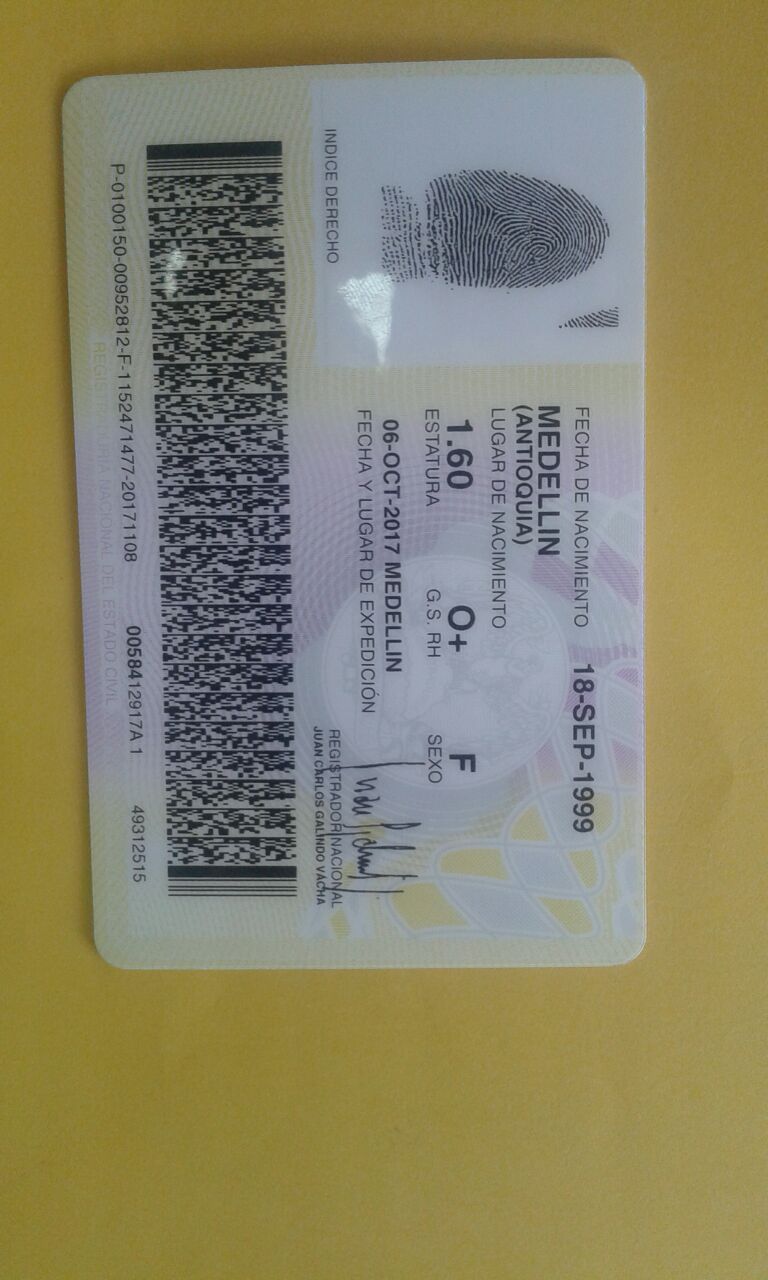 FECHA DE NACIMIENTO 18-SEP-1999
MEDELLIN
(ANTIOQUIA)
LUGAR DE NACIMIENTO
1.60 O+ F
ESTATURA G.S. RH SEXO
06-OCT-2017 MEDELLIN
FECHA Y LUGAR DE EXPEDICIÓN
INDICE DERECHO
REGISTRADOR NACIONAL
JUAN CARLOS GALINDO VACHA
P-0100150-00952812-F-1152471477-20171108 0058412917A 1 49312515
REGISTRADURIA NACIONAL DEL ESTADO CIVIL